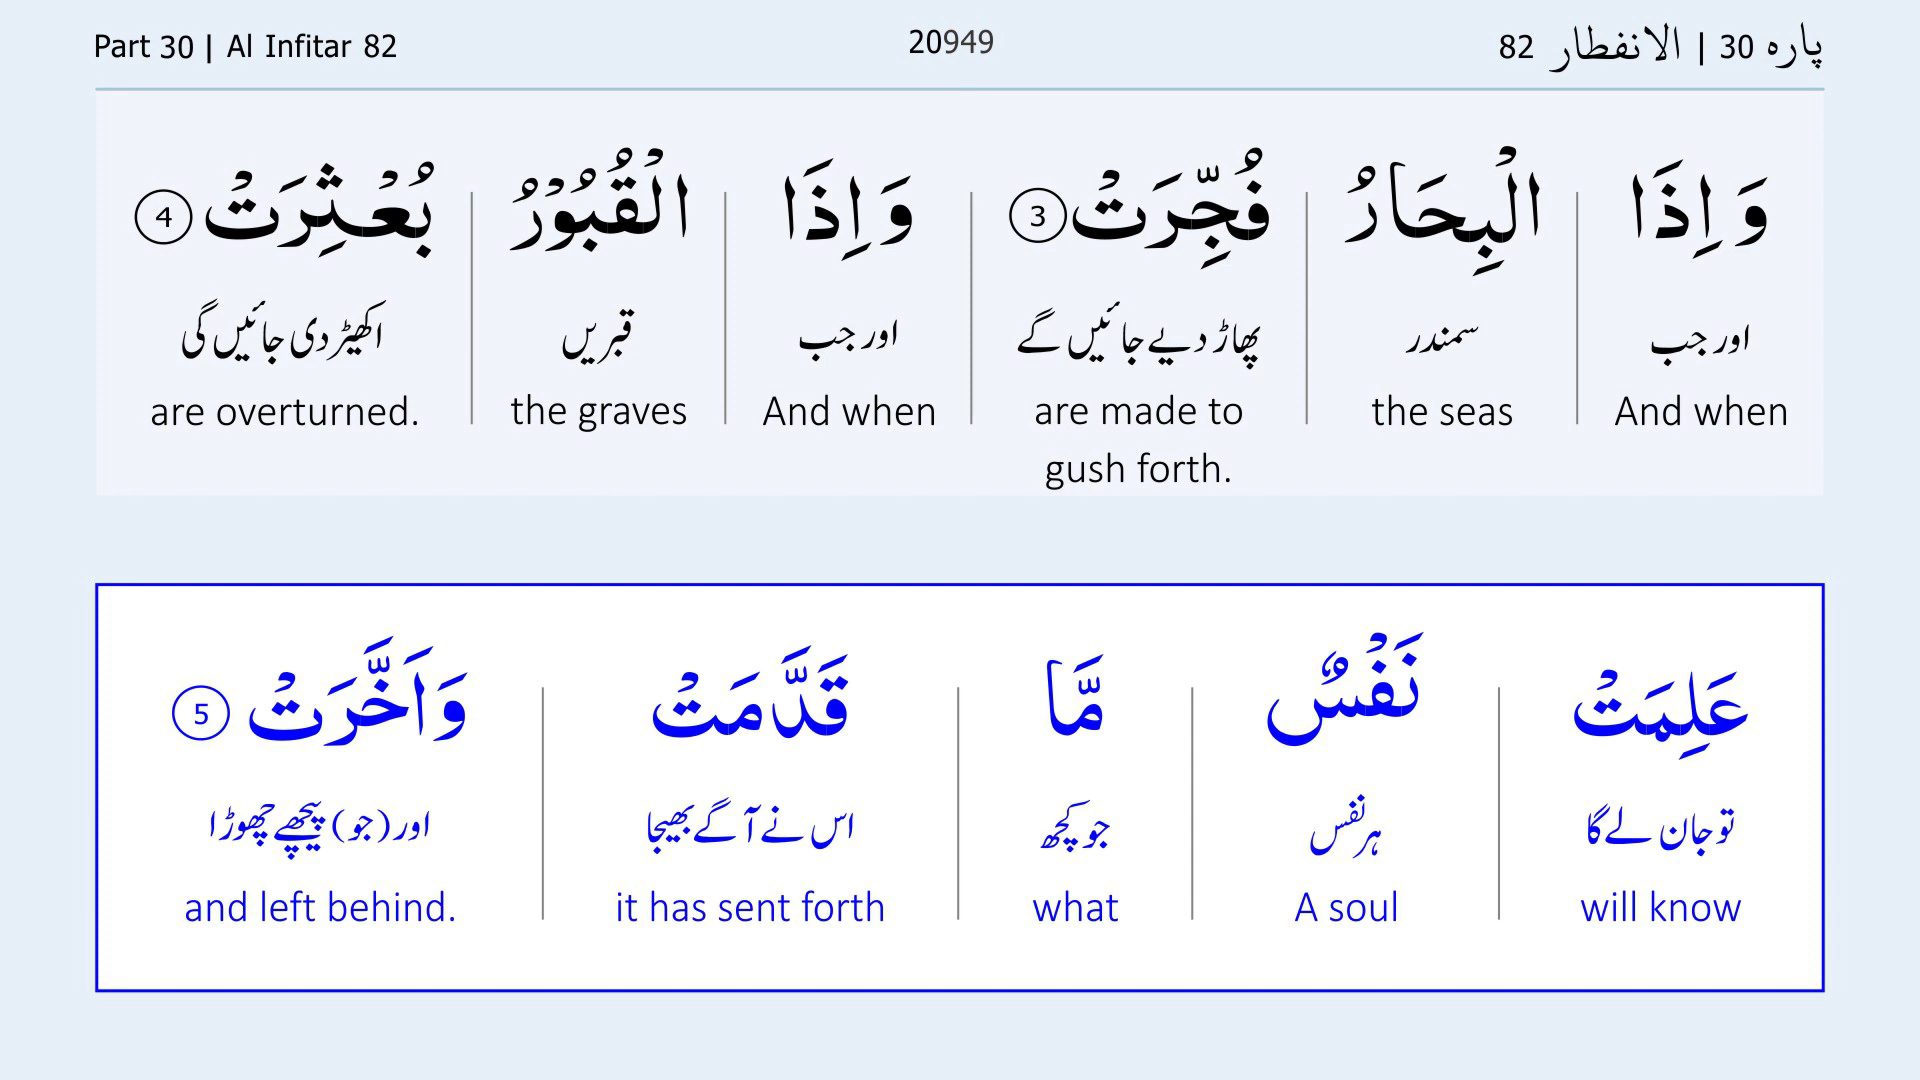 Part 30 | Al Infitar 82
20949
پارہ 30 | الانفطار 82
وَاِذَا الْبِحَارُ فُجِّرَتْ 3 وَاِذَا الْقُبُوْرُ بُعْثِرَتْ 4
اور جب سمندر پھاڑ دیے جائیں گے اور جب قبریں اکھیڑ دی جائیں گی
And when the seas are made to And when the graves are overturned.
gush forth.
عَلِمَتْ نَفْسٌ مَّا قَدَّمَتْ وَاَخَّرَتْ 5
تو جان لے گا ہر نفس جو کچھ اس نے آگے بھیجا اور (جو) پیچھے چھوڑا
will know A soul what it has sent forth and left behind.